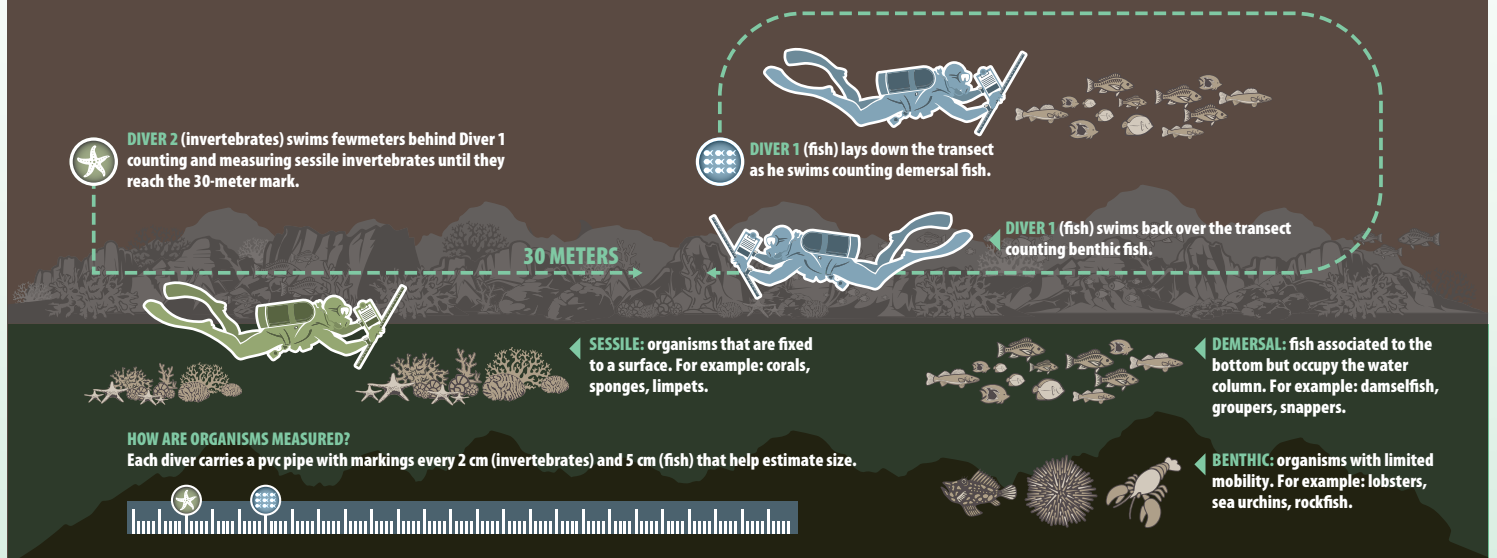 DIVER 2 (invertebrates) swims fewmeters behind Diver 1
counting and measuring sessile invertebrates until they
reach the 30-meter mark.
DIVER 1 (fish) lays down the transect
as he swims counting demersal fish.
DIVER 1 (fish) swims back over the transect
counting benthic fish.
30 METERS
SESSILE: organisms that are fixed
to a surface. For example: corals,
sponges, limpets.
DEMERSAL: fish associated to the
bottom but occupy the water
column. For example: damselfish,
groupers, snappers.
HOW ARE ORGANISMS MEASURED?
Each diver carries a pvc pipe with markings every 2 cm (invertebrates) and 5 cm (fish) that help estimate size.
BENTHIC: organisms with limited
mobility. For example: lobsters,
sea urchins, rockfish.